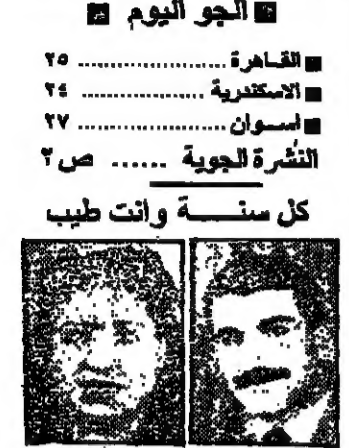 الجو اليوم
القاهرة ..................... ٢٥
الاسكندرية ................ ٢٤
اسوان ..................... ٢٧
النشرة الجوية ...... ص ٢
كل سنة وانت طيب